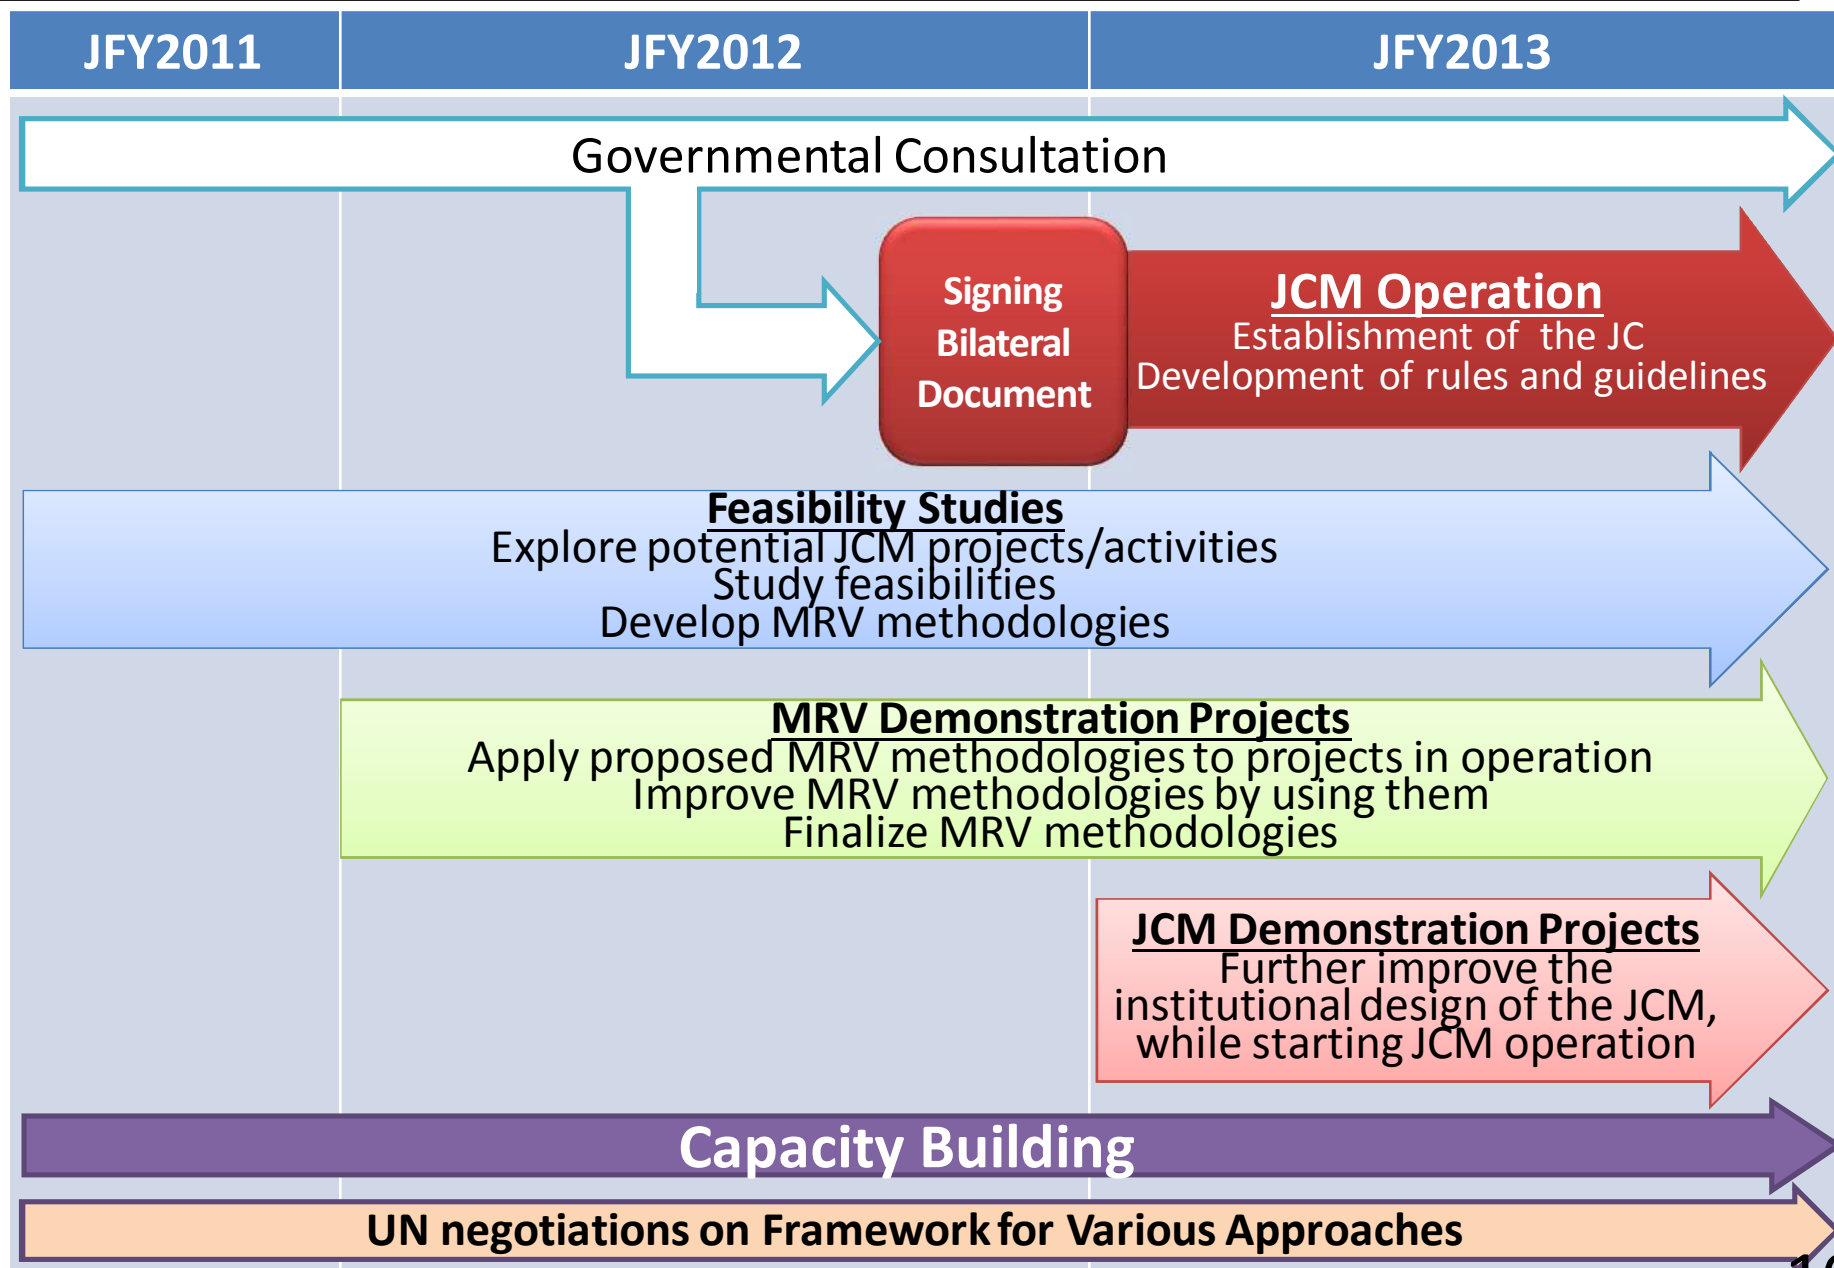 JFY2011
JFY2012
JFY2013
Governmental Consultation
Signing
Bilateral
Document
JCM Operation
Establishment of the JC
Development of rules and guidelines
Feasibility Studies
Explore potential JCM projects/activities
Study feasibilities
Develop MRV methodologies
MRV Demonstration Projects
Apply proposed MRV methodologies to projects in operation
Improve MRV methodologies by using them
Finalize MRV methodologies
JCM Demonstration Projects
Further improve the
institutional design of the JCM,
while starting JCM operation
Capacity Building
UN negotiations on Framework for Various Approaches